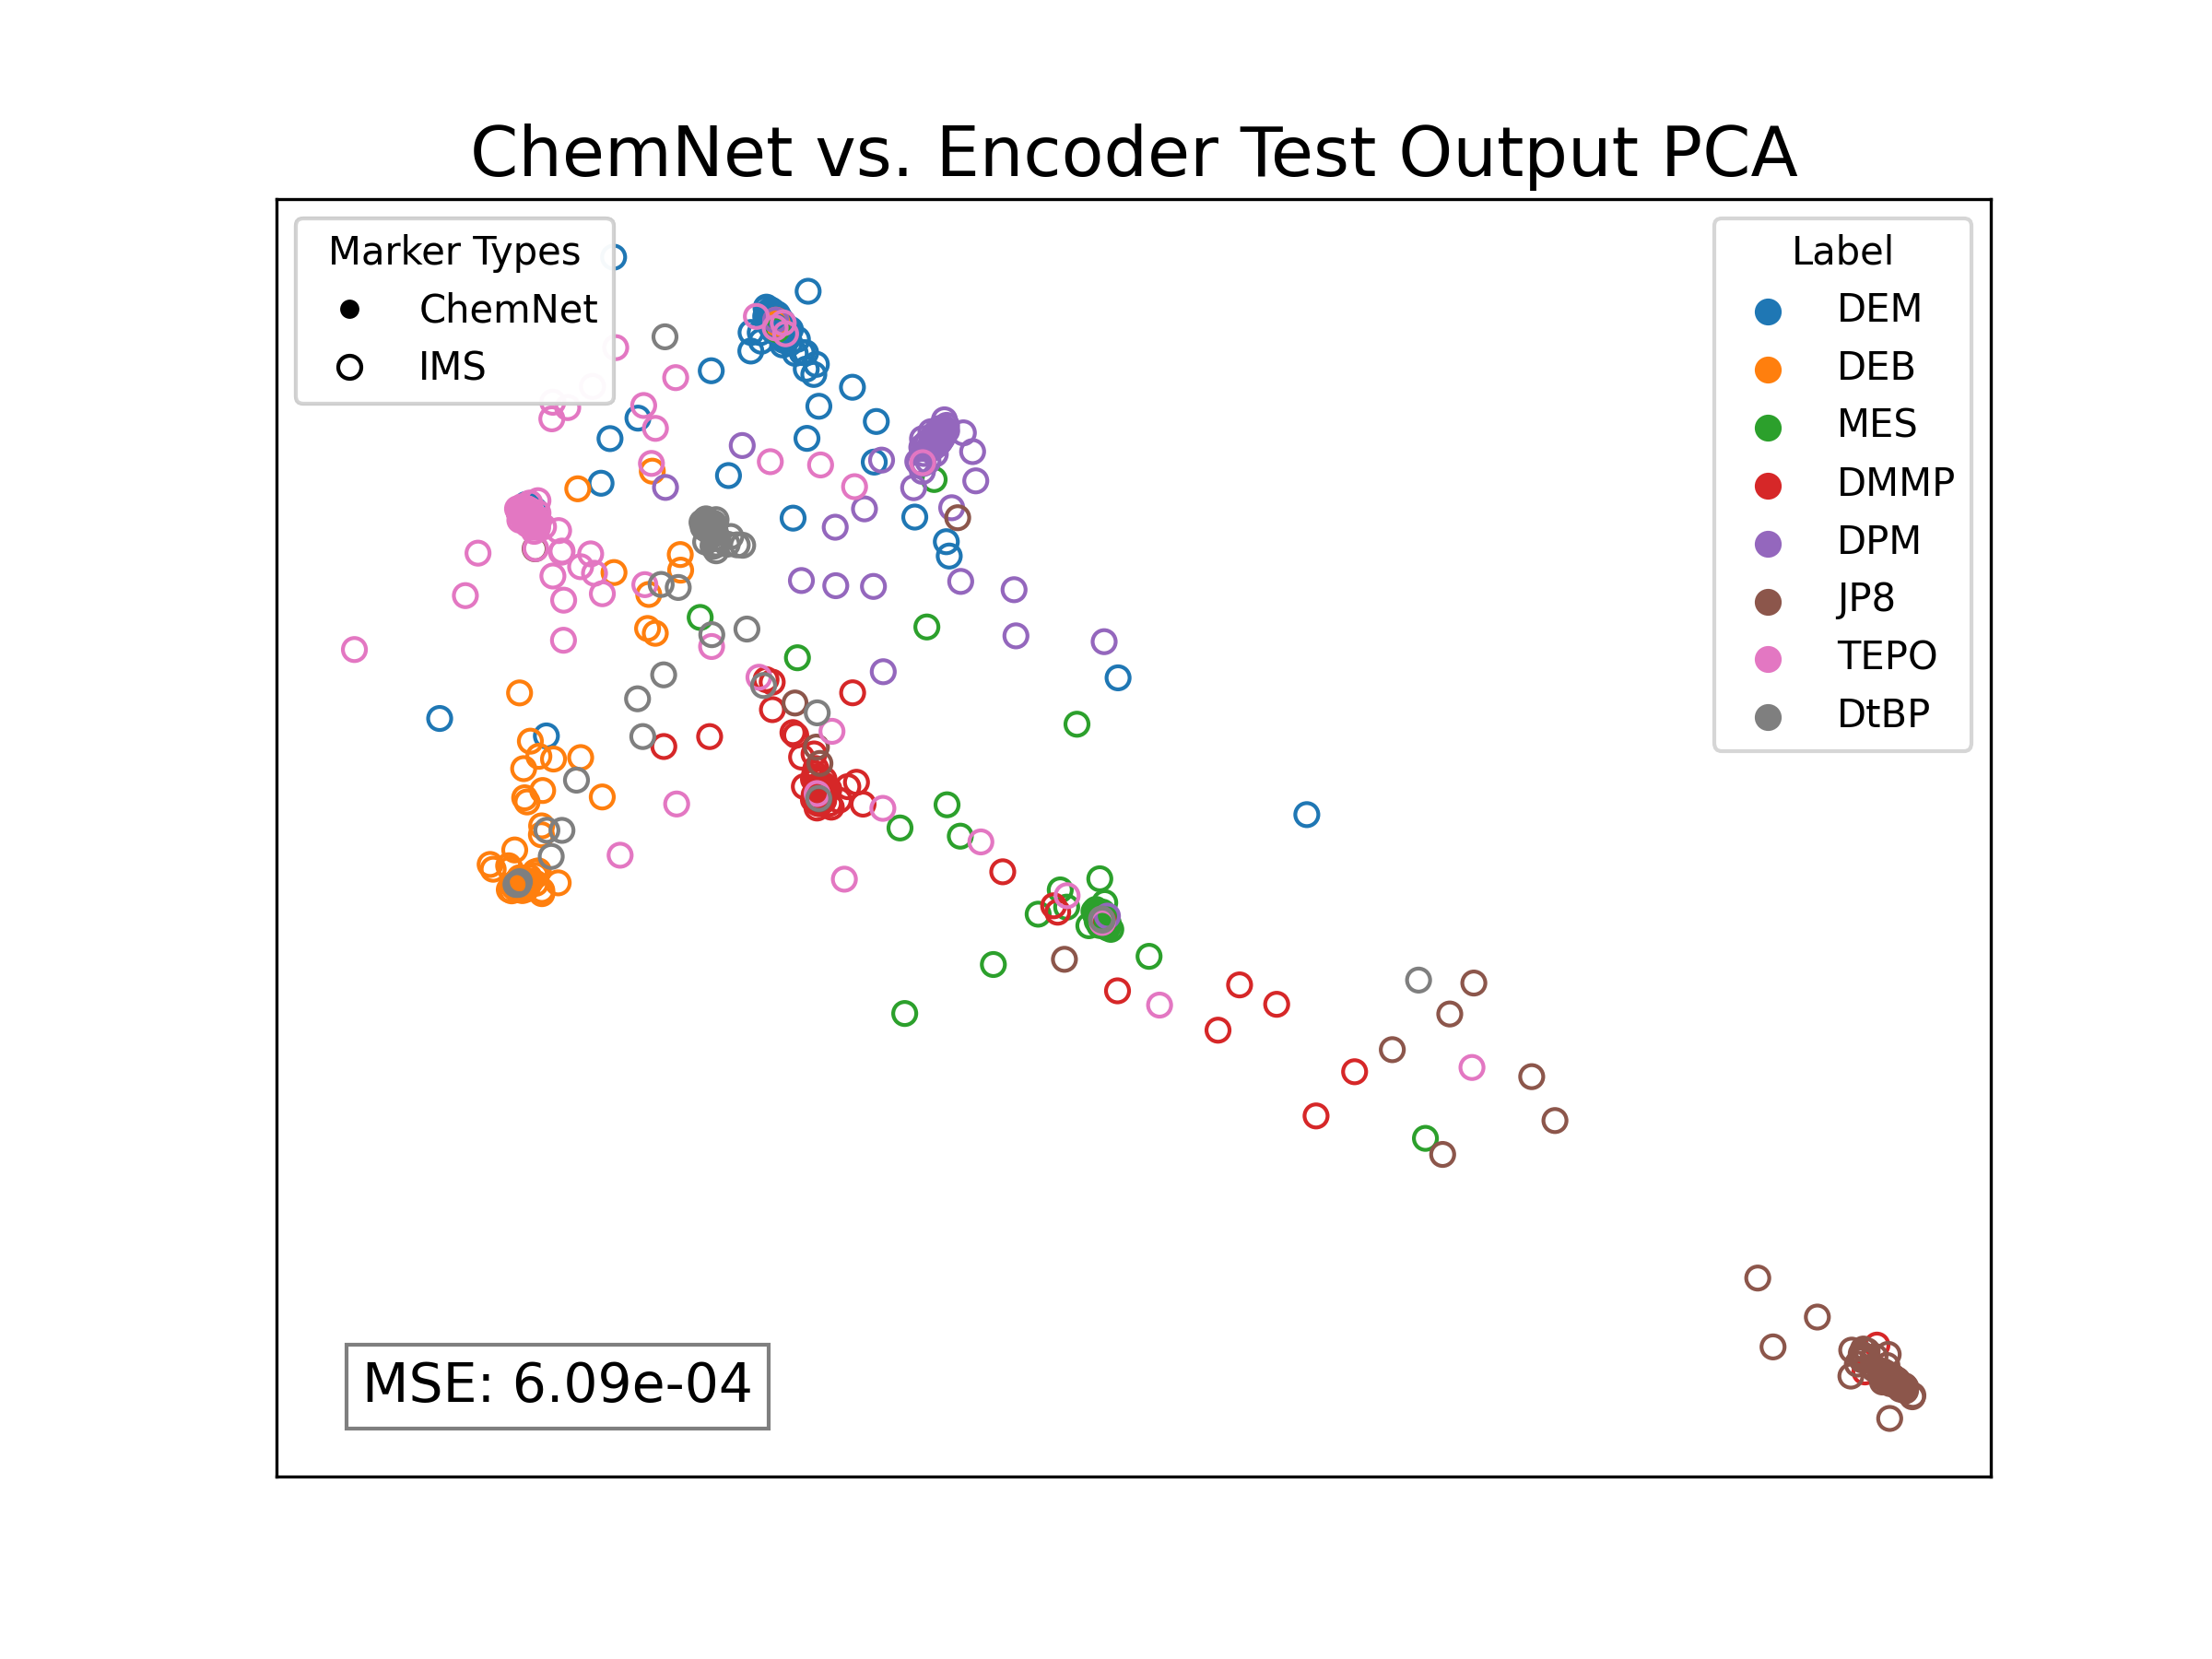 ChemNet vs. Encoder Test Output PCA
Marker Types
ChemNet
IMS
Label
DEM
DEB
MES
DMMP
DPM
JP8
TEPO
DtBP
MSE: 6.09e-04